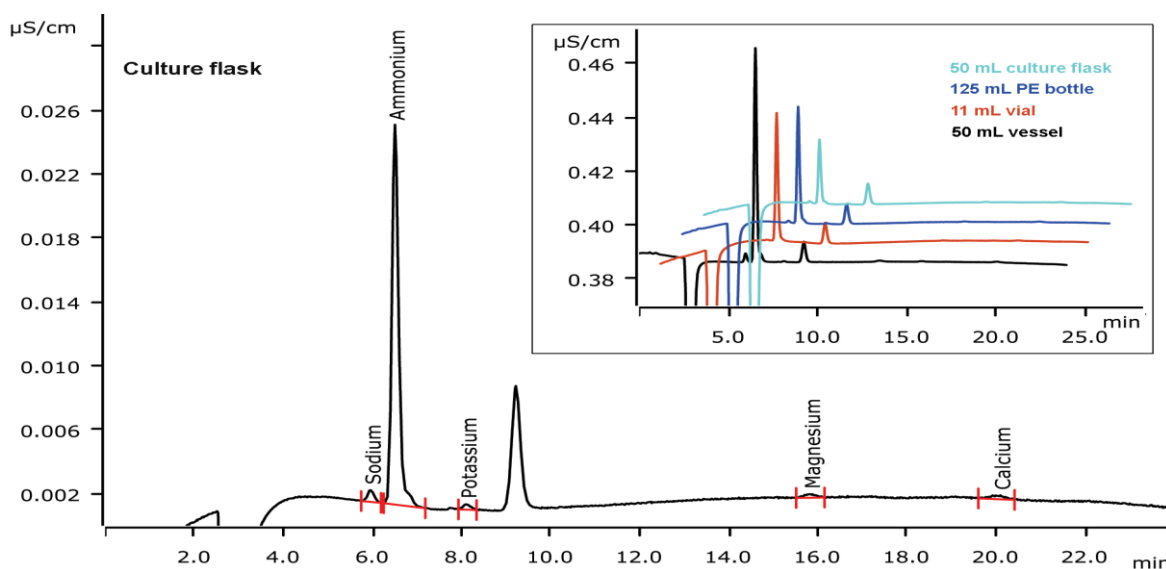 µS/cm
Culture flask
0.026
0.022
0.018
0.014
0.010
0.006
0.002
Sodium
Ammonium
Potassium
Magnesium
Calcium
2.0 4.0 6.0 8.0 10.0 12.0 14.0 16.0 18.0 20.0 22.0 min
µS/cm
0.46
0.44
0.42
0.40
0.38
50 mL culture flask
125 mL PE bottle
11 mL vial
50 mL vessel
5.0 10.0 15.0 20.0 25.0 min